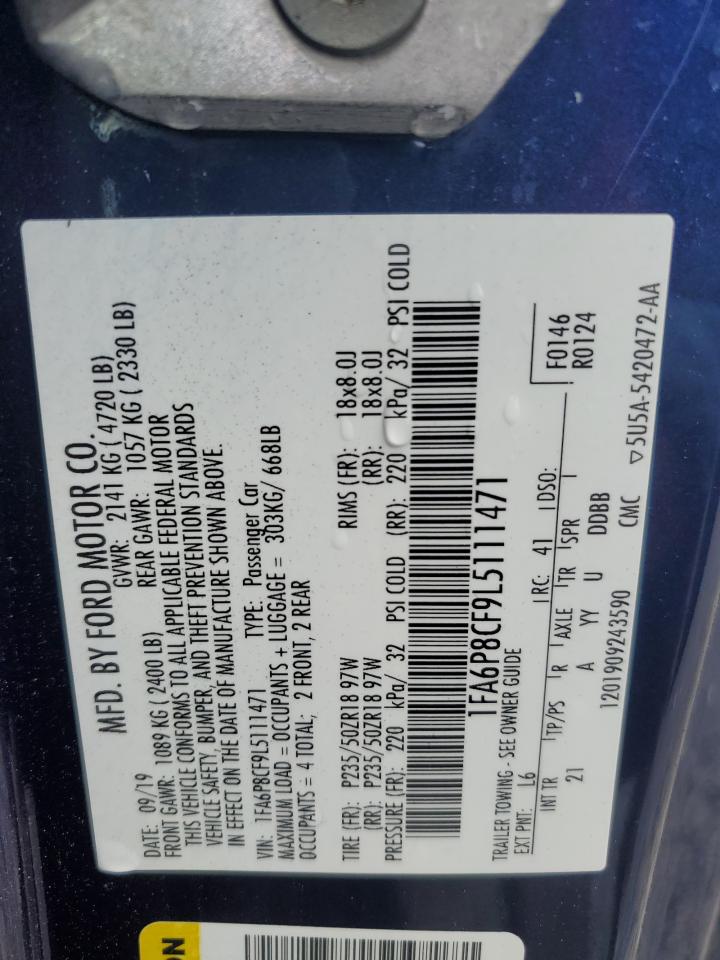 MFD. BY FORD MOTOR CO.
DATE: 09/19 GVWR: 2141 KG ( 4720 LB)
FRONT GAWR: 1089 KG ( 2400 LB) REAR GAWR: 1057 KG ( 2330 LB)
THIS VEHICLE CONFORMS TO ALL APPLICABLE FEDERAL MOTOR
VEHICLE SAFETY, BUMPER, AND THEFT PREVENTION STANDARDS
IN EFFECT ON THE DATE OF MANUFACTURE SHOWN ABOVE.
VIN: 1FA6P8CF9L5111471 TYPE: Passenger Car
MAXIMUM LOAD = OCCUPANTS + LUGGAGE = 303KG/ 668LB
OCCUPANTS = 4 TOTAL; 2 FRONT, 2 REAR
TIRE (FR): P235/50ZR18 97W RIMS (FR): 18x8.0J
(RR): P235/50ZR18 97W (RR): 18x8.0J
PRESSURE (FR): 220 kPa/ 32 PSI COLD (RR): 220 kPa/ 32 PSI COLD
1FA6P8CF9L5111471
TRAILER TOWING - SEE OWNER GUIDE
F0146
EXT PNT: L6 RC: 41 DSO: R0124
INT TR TP/PS R AXLE TR SPR
21 A YY U DDBB
1201909243590 CMC ▽5U5A-5420472-AA
ON